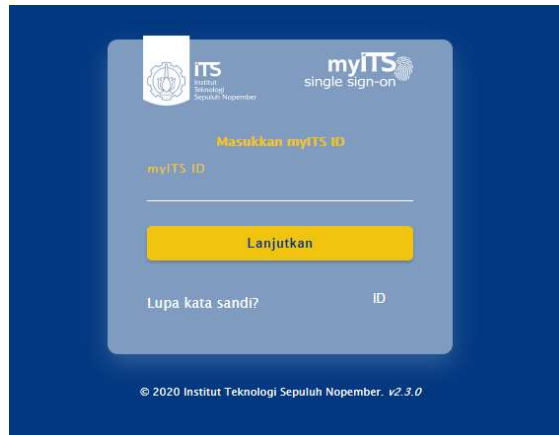 iTS
Institut
Teknologi
Sepuluh Nopember
myITS
single sign-on
Masukkan myITS ID
myITS ID
Lanjutkan
Lupa kata sandi?
ID
© 2020 Institut Teknologi Sepuluh Nopember. v2.3.0